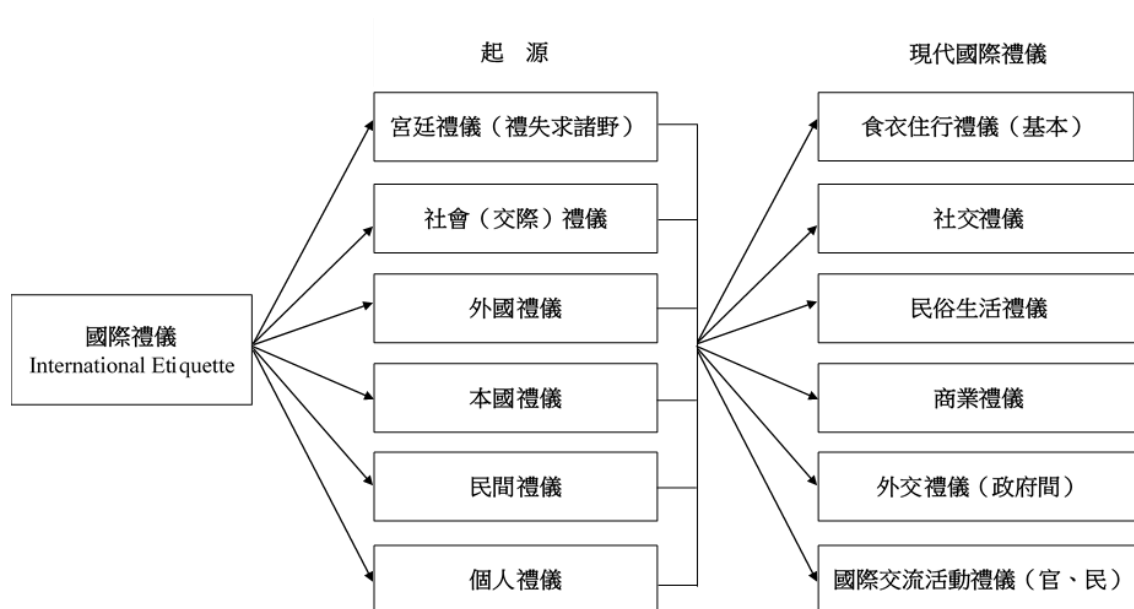 起 源
現代國際禮儀
宮廷禮儀（禮失求諸野）
食衣住行禮儀（基本）
社會（交際）禮儀
社交禮儀
外國禮儀
民俗生活禮儀
國際禮儀
International Etiquette
本國禮儀
商業禮儀
民間禮儀
外交禮儀（政府間）
個人禮儀
國際交流活動禮儀（官、民）